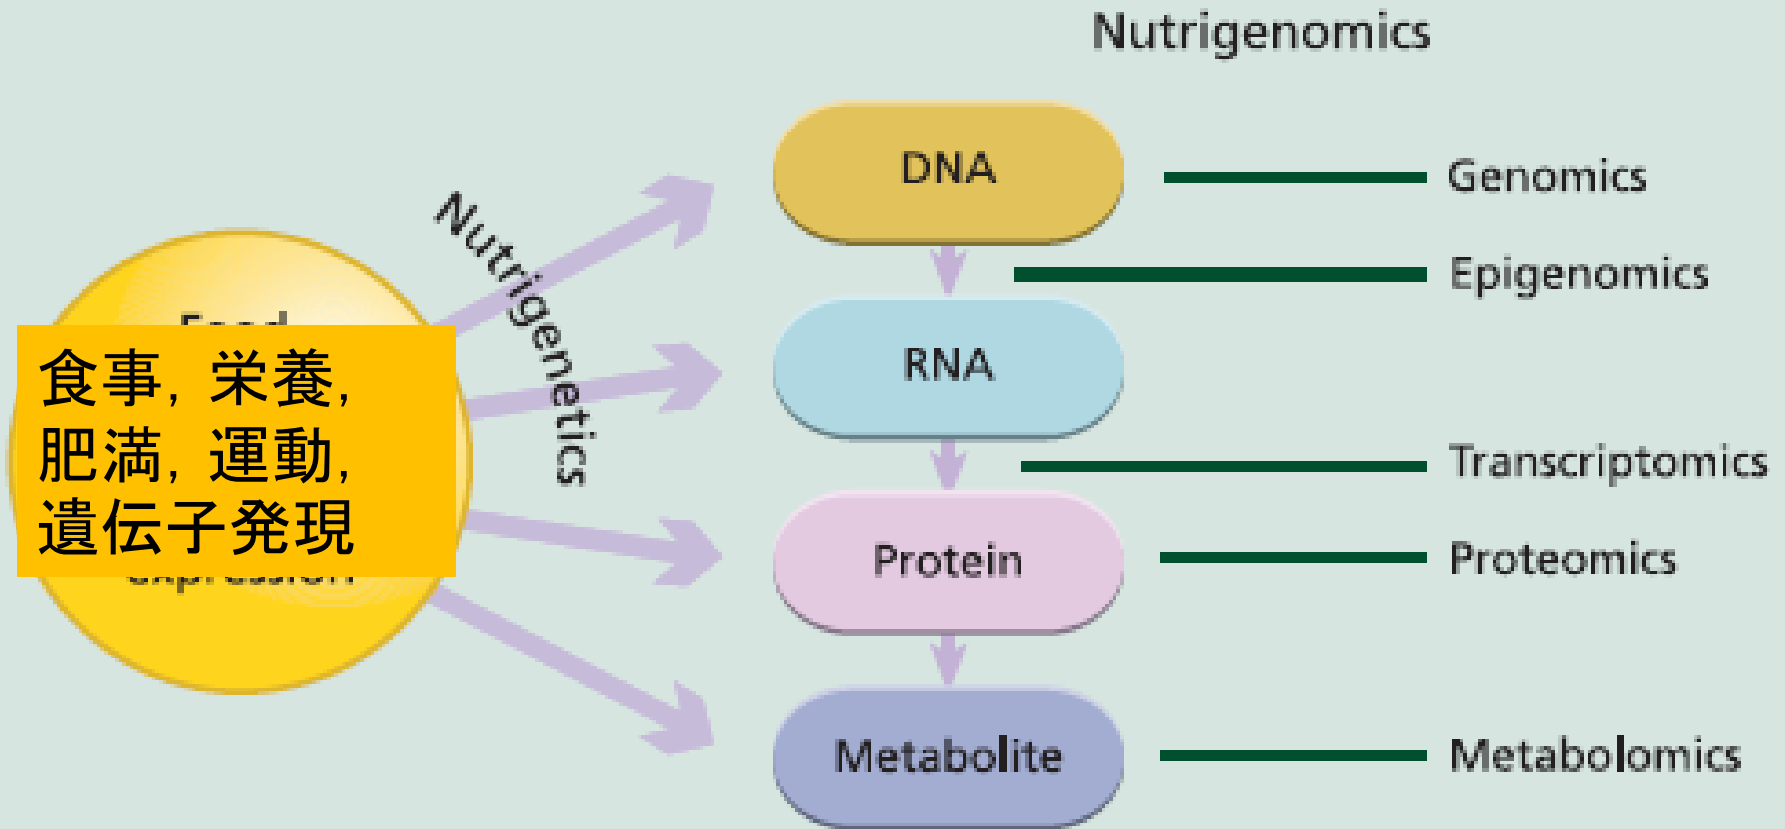 Nutrigenomics
DNA
Genomics
Nutrigenetics
Epigenomics
食事, 栄養,
肥満, 運動,
遺伝子発現
RNA
Transcriptomics
Protein
Proteomics
Metabolite
Metabolomics